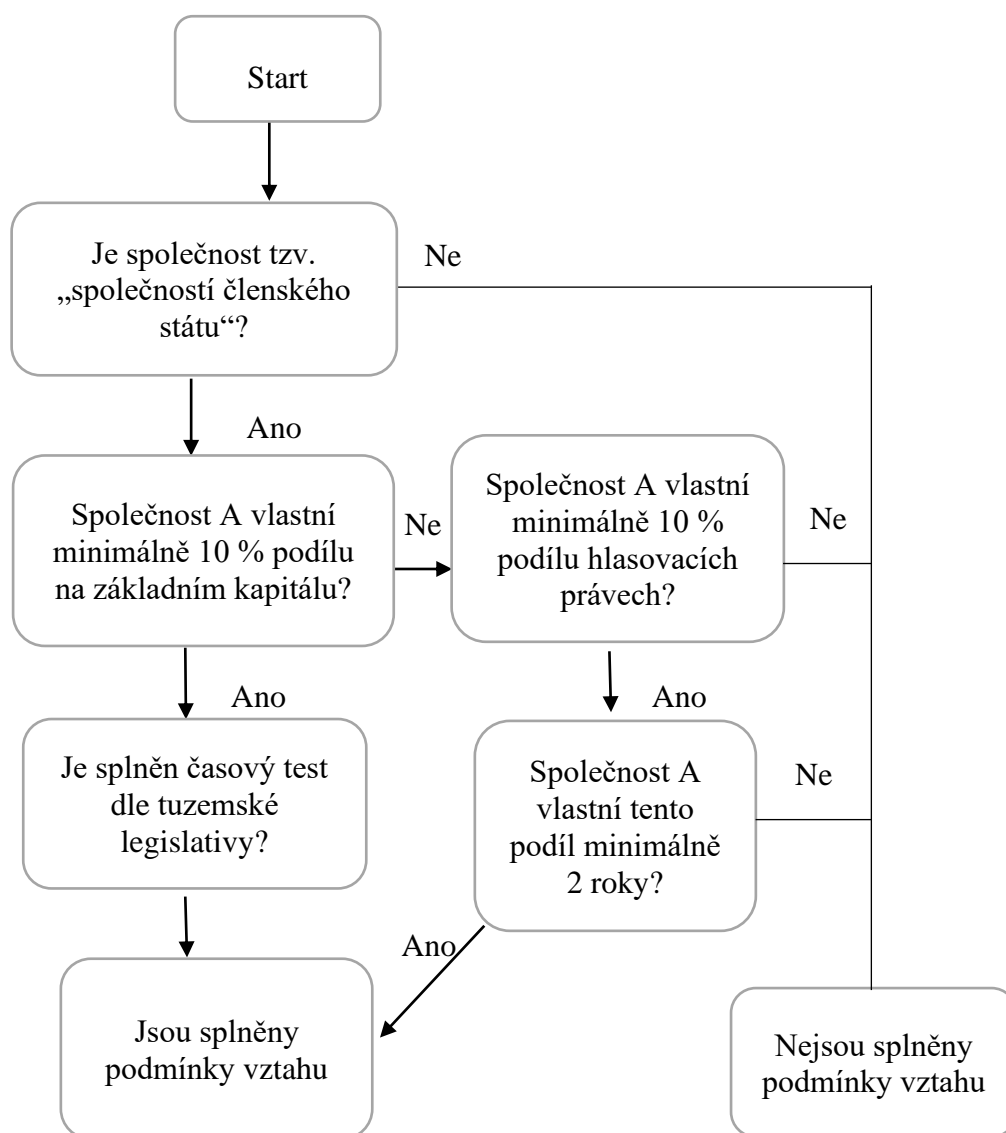 Start
Je společnost tzv.
„společností členského
státu“?
Ne
Ano
Společnost A vlastní
minimálně 10 % podílu
na základním kapitálu?
Ne
Společnost A vlastní
minimálně 10 %
podílu hlasovacích
právech?
Ne
Ano
Ano
Je splněn časový test
dle tuzemské
legislativy?
Společnost A
vlastní tento
podíl minimálně
2 roky?
Ne
Ano
Jsou splněny
podmínky vztahu
Nejsou splněny
podmínky vztahu